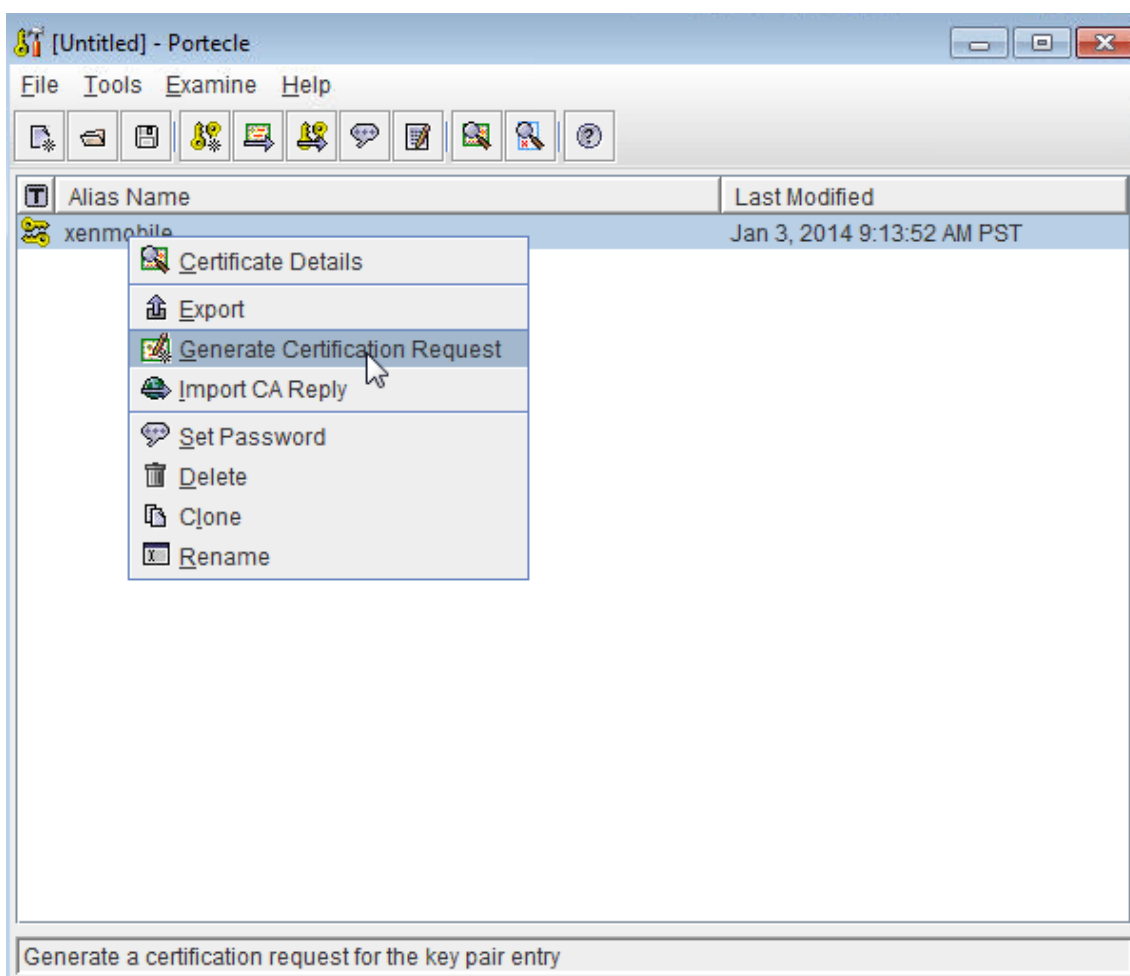 [Untitled] - Portecle
File Tools Examine Help
T Alias Name Last Modified
xenmobile Jan 3, 2014 9:13:52 AM PST
Certificate Details
Export
Generate Certification Request
Import CA Reply
Set Password
Delete
Clone
Rename
Generate a certification request for the key pair entry